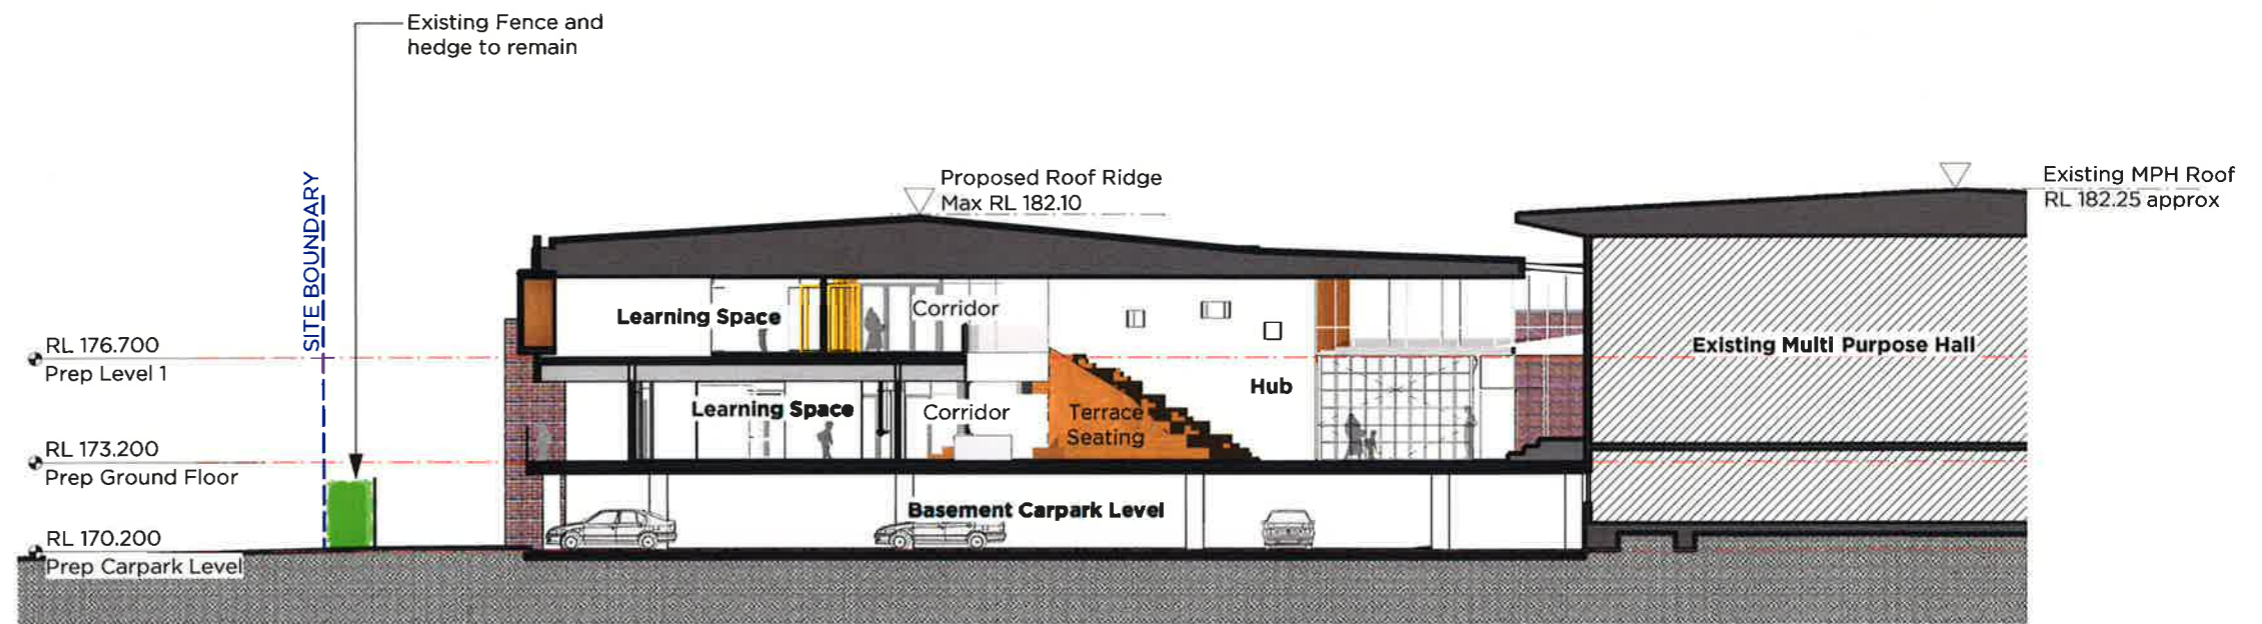 Existing Fence and
hedge to remain
SITE BOUNDARY
Proposed Roof Ridge
Max RL 182.10
Existing MPH Roof
RL 182.25 approx
Learning Space
Corridor
RL 176.700
Prep Level 1
Existing Multi Purpose Hall
Hub
Learning Space
Corridor
Terrace
Seating
RL 173.200
Prep Ground Floor
Basement Carpark Level
RL 170.200
Prep Carpark Level